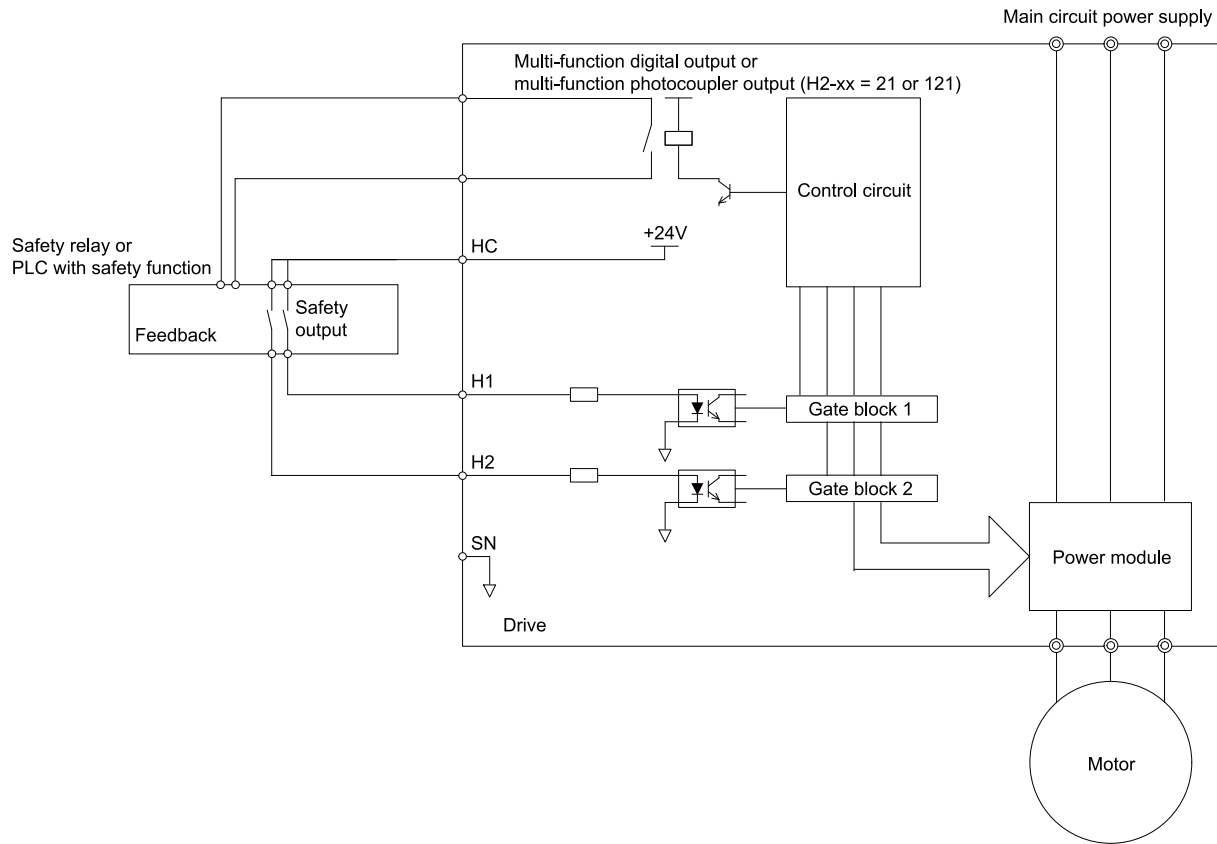 Main circuit power supply
Multi-function digital output or
multi-function photocoupler output (H2-xx = 21 or 121)
Control circuit
+24V
HC
Safety relay or
PLC with safety function
Safety
output
Feedback
H1
Gate block 1
H2
Gate block 2
SN
Power module
Drive
Motor